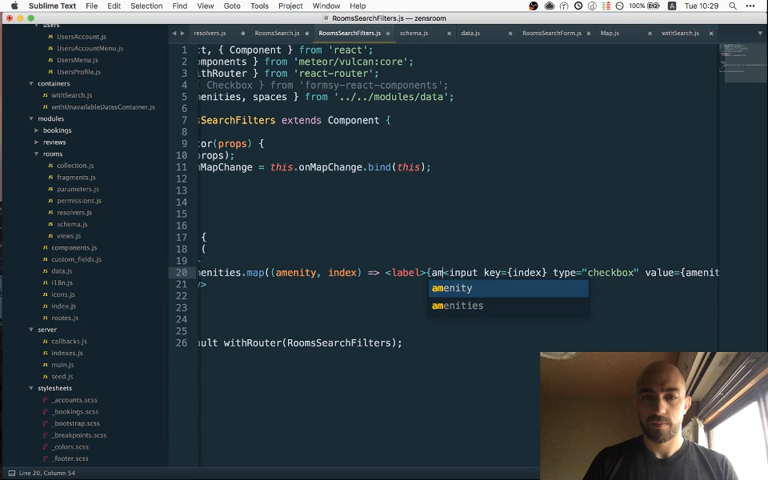 Sublime Text File Edit Selection Find View Goto Tools Project Window Help 100% A Tue 10:29
RoomsSearchFilters.js — zensroom
resolvers.js RoomsSearch.js RoomsSearchFilters.js schema.js data.js RoomsSearchForm.js Map.js withSearch.js
users
UsersAccount.js
UsersAccountMenu.js
UsersMenu.js
UsersProfile.js
containers
withSearch.js
withUnavailableDatesContainer.js
modules
bookings
reviews
rooms
collection.js
fragments.js
parameters.js
permissions.js
resolvers.js
schema.js
views.js
components.js
custom_fields.js
data.js
i18n.js
icons.js
index.js
routes.js
server
callbacks.js
indexes.js
main.js
seed.js
stylesheets
_accounts.scss
_bookings.scss
_bootstrap.scss
_breakpoints.scss
_colors.scss
_footer.scss
1 ct, { Component } from 'react';
2 omponents } from 'meteor/vulcan:core';
3 ithRouter } from 'react-router';
4 Checkbox } from 'formsy-react-components';
5 menities, spaces } from '../../modules/data';
6
7 sSearchFilters extends Component {
8
9 tor(props) {
10 props);
11 nMapChange = this.onMapChange.bind(this);
12
13
14
15
16
17 {
18 (
19
20 menities.map((amenity, index) => <label>{am<input key={index} type="checkbox" value={amenit
21 v>
22
23
24
25
26 ult withRouter(RoomsSearchFilters);
amenity
amenities
Line 20, Column 54